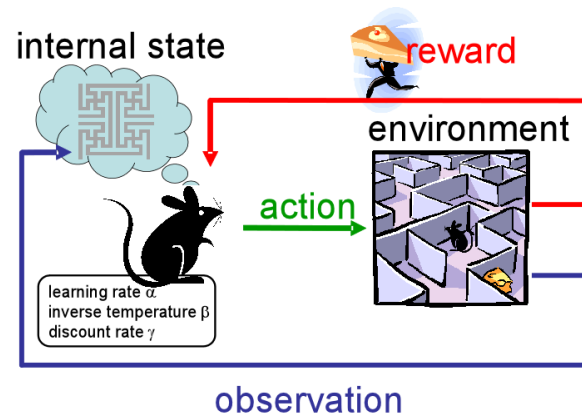 internal state
reward
environment
action
learning rate α
inverse temperature β
discount rate γ
observation